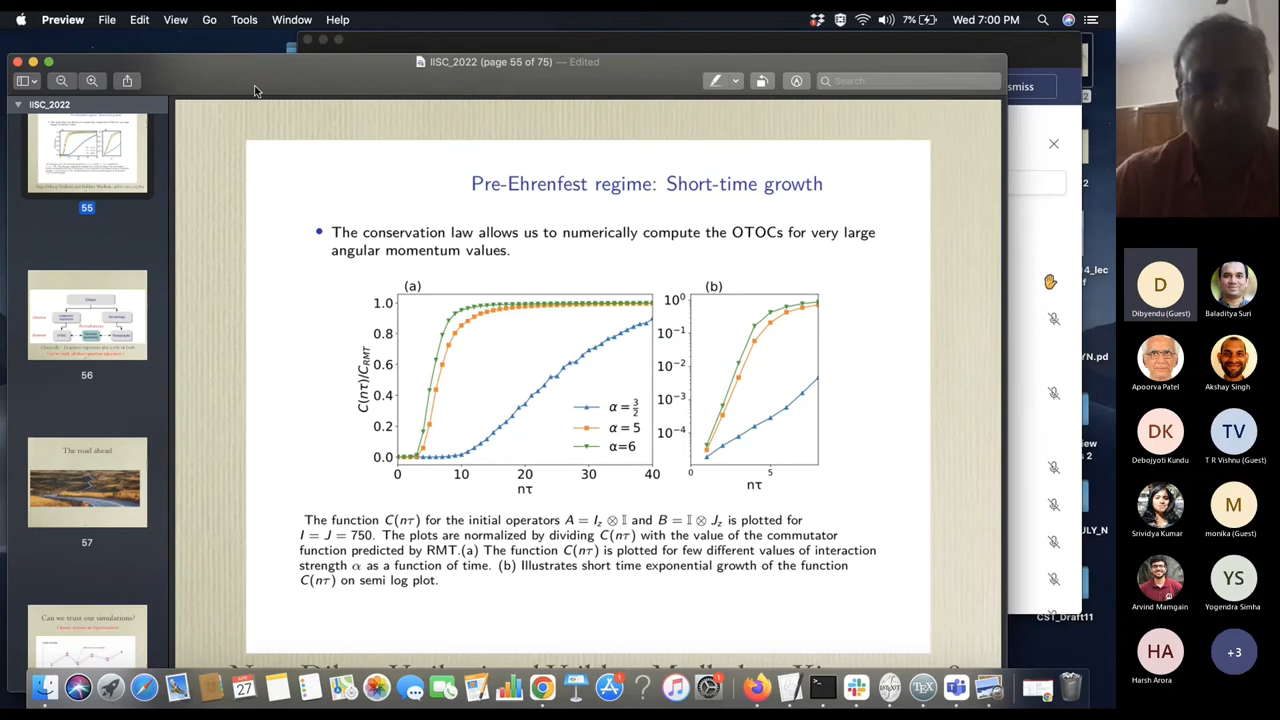 Preview File Edit View Go Tools Window Help
7% Wed 7:00 PM
IISC_2022 (page 55 of 75) — Edited
Search
smiss
IISC_2022
55
56
The road ahead
57
Can we trust our simulations?
Pre-Ehrenfest regime: Short-time growth
• The conservation law allows us to numerically compute the OTOCs for very large
angular momentum values.
(a) (b)
C(nτ)/C_RMT
1.0
0.8
0.6
0.4
0.2
0.0
0 10 20 30 40
nτ
α = 3/2
α = 5
α=6
10⁰
10⁻¹
10⁻²
10⁻³
10⁻⁴
0 5
nτ
The function C(nτ) for the initial operators A = I_z ⊗ 𝕀 and B = 𝕀 ⊗ J_z is plotted for
I = J = 750. The plots are normalized by dividing C(nτ) with the value of the commutator
function predicted by RMT.(a) The function C(nτ) is plotted for few different values of interaction
strength α as a function of time. (b) Illustrates short time exponential growth of the function
C(nτ) on semi log plot.
CST_Draft11
APR
27
D
Dibyendu (Guest)
Baladitya Suri
Apoorva Patel
Akshay Singh
DK
Debojyoti Kundu
TV
T R Vishnu (Guest)
Srividya Kumar
M
monika (Guest)
Arvind Mamgain
YS
Yogendra Simha
HA
Harsh Arora
+3